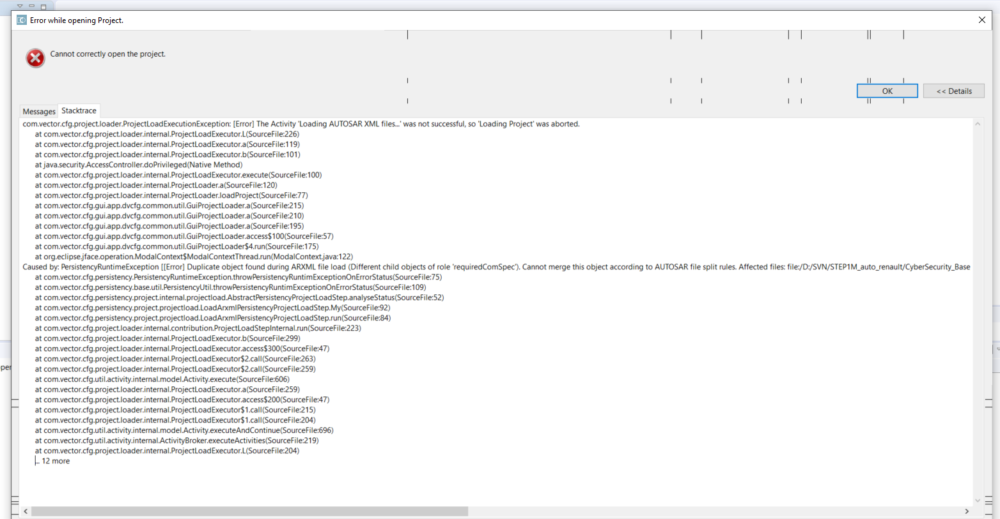 Error while opening Project.
Cannot correctly open the project.
OK
<< Details
Messages
Stacktrace
com.vector.cfg.project.loader.ProjectLoadExecutionException: [Error] The Activity 'Loading AUTOSAR XML files...' was not successful, so 'Loading Project' was aborted.
at com.vector.cfg.project.loader.internal.ProjectLoadExecutor.L(SourceFile:226)
at com.vector.cfg.project.loader.internal.ProjectLoadExecutor.a(SourceFile:119)
at com.vector.cfg.project.loader.internal.ProjectLoadExecutor.b(SourceFile:101)
at java.security.AccessController.doPrivileged(Native Method)
at com.vector.cfg.project.loader.internal.ProjectLoadExecutor.execute(SourceFile:100)
at com.vector.cfg.project.loader.internal.ProjectLoader.a(SourceFile:120)
at com.vector.cfg.project.loader.internal.ProjectLoader.loadProject(SourceFile:77)
at com.vector.cfg.gui.app.dvcfg.common.util.GuiProjectLoader.a(SourceFile:215)
at com.vector.cfg.gui.app.dvcfg.common.util.GuiProjectLoader.a(SourceFile:210)
at com.vector.cfg.gui.app.dvcfg.common.util.GuiProjectLoader.a(SourceFile:195)
at com.vector.cfg.gui.app.dvcfg.common.util.GuiProjectLoader.access$100(SourceFile:57)
at com.vector.cfg.gui.app.dvcfg.common.util.GuiProjectLoader$4.run(SourceFile:175)
at org.eclipse.jface.operation.ModalContext$ModalContextThread.run(ModalContext.java:122)
Caused by: PersistencyRuntimeException [[Error] Duplicate object found during ARXML file load (Different child objects of role 'requiredComSpec'). Cannot merge this object according to AUTOSAR file split rules. Affected files: file:/D:/SVN/STEP1M_auto_renault/CyberSecurity_Base
at com.vector.cfg.persistency.PersistencyRuntimeException.throwPersistencyRuntimExceptionOnErrorStatus(SourceFile:75)
at com.vector.cfg.persistency.base.util.PersistencyUtil.throwPersistencyRuntimExceptionOnErrorStatus(SourceFile:109)
at com.vector.cfg.persistency.project.internal.projectload.AbstractPersistencyProjectLoadStep.analyseStatus(SourceFile:52)
at com.vector.cfg.persistency.project.projectload.LoadArxmlPersistencyProjectLoadStep.My(SourceFile:92)
at com.vector.cfg.persistency.project.projectload.LoadArxmlPersistencyProjectLoadStep.run(SourceFile:84)
at com.vector.cfg.project.loader.internal.contribution.ProjectLoadStepInternal.run(SourceFile:223)
at com.vector.cfg.project.loader.internal.ProjectLoadExecutor.b(SourceFile:299)
at com.vector.cfg.project.loader.internal.ProjectLoadExecutor.access$300(SourceFile:47)
at com.vector.cfg.project.loader.internal.ProjectLoadExecutor$2.call(SourceFile:263)
at com.vector.cfg.project.loader.internal.ProjectLoadExecutor$2.call(SourceFile:259)
at com.vector.cfg.util.activity.internal.model.Activity.execute(SourceFile:606)
at com.vector.cfg.project.loader.internal.ProjectLoadExecutor.a(SourceFile:259)
at com.vector.cfg.project.loader.internal.ProjectLoadExecutor.access$200(SourceFile:47)
at com.vector.cfg.project.loader.internal.ProjectLoadExecutor$1.call(SourceFile:215)
at com.vector.cfg.project.loader.internal.ProjectLoadExecutor$1.call(SourceFile:204)
at com.vector.cfg.util.activity.internal.model.Activity.executeAndContinue(SourceFile:696)
at com.vector.cfg.util.activity.internal.ActivityBroker.executeActivities(SourceFile:219)
at com.vector.cfg.project.loader.internal.ProjectLoadExecutor.L(SourceFile:204)
... 12 more